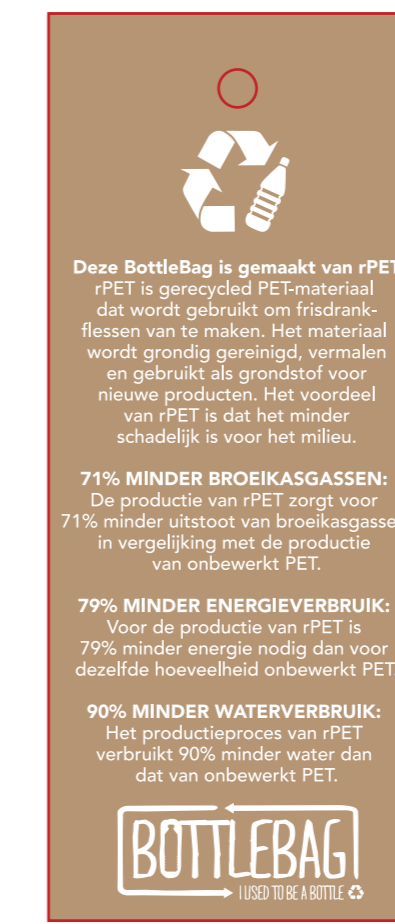 Deze BottleBag is gemaakt van rPET
rPET is gerecycled PET-materiaal
dat wordt gebruikt om frisdrank-
flessen van te maken. Het materiaal
wordt grondig gereinigd, vermalen
en gebruikt als grondstof voor
nieuwe producten. Het voordeel
van rPET is dat het minder
schadelijk is voor het milieu.
71% MINDER BROEIKASGASSEN:
De productie van rPET zorgt voor
71% minder uitstoot van broeikasgasse
in vergelijking met de productie
van onbewerkt PET.
79% MINDER ENERGIEVERBRUIK:
Voor de productie van rPET is
79% minder energie nodig dan voor
dezelfde hoeveelheid onbewerkt PET.
90% MINDER WATERVERBRUIK:
Het productieproces van rPET
verbruikt 90% minder water dan
dat van onbewerkt PET.
BOTTLEBAG
I USED TO BE A BOTTLE